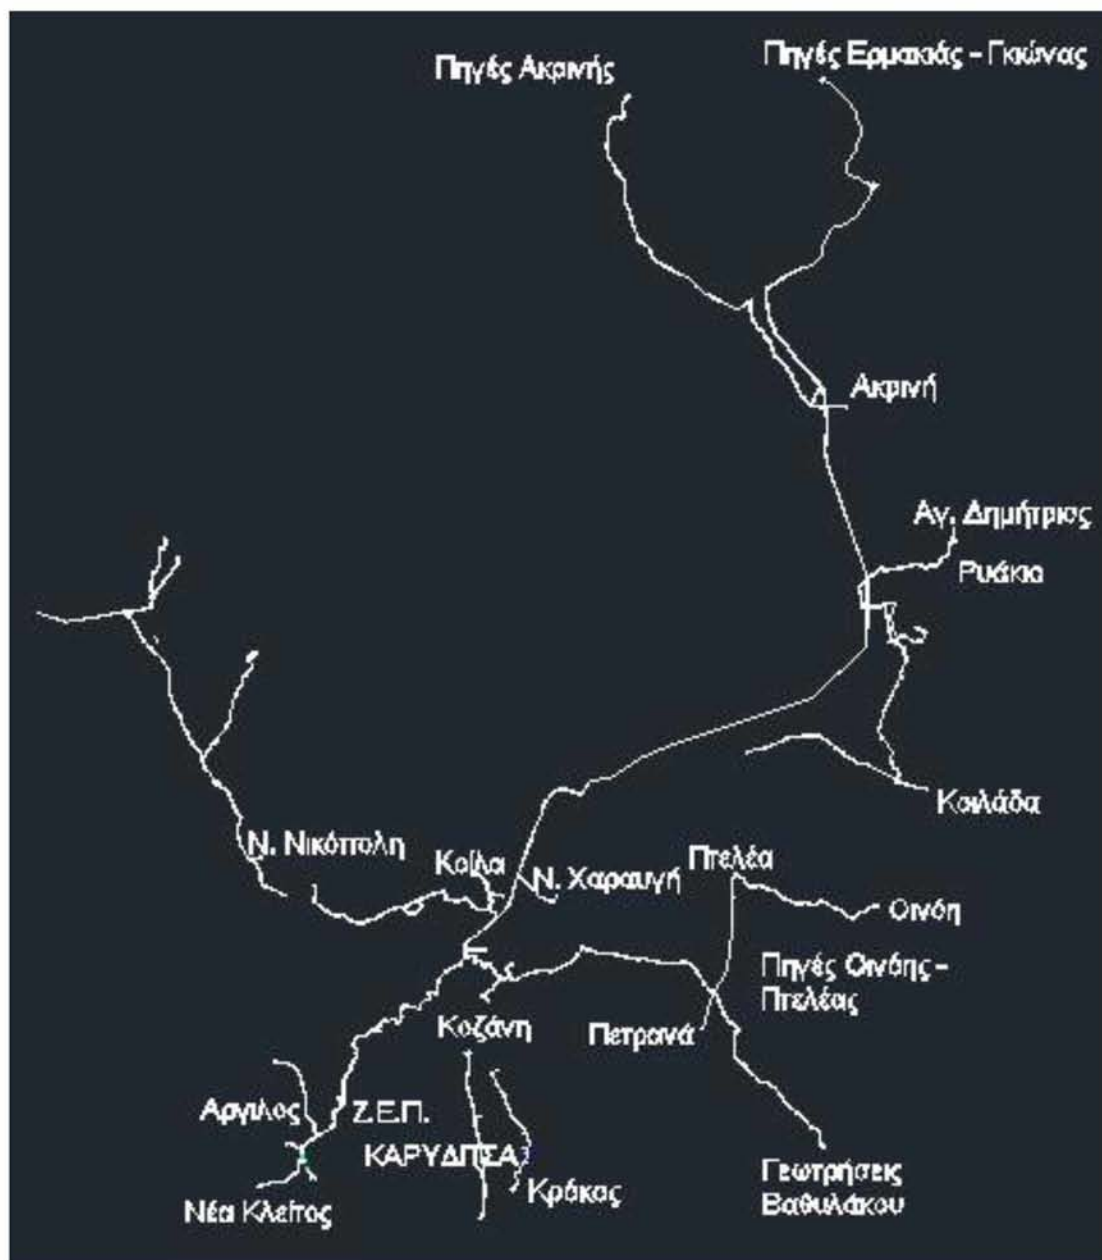 Πηγές Ακρινής
Πηγές Ερμακιάς - Γκιώνας
Ακρινή
Αγ. Δημήτριος
Ρυάκια
Κοιλάδα
Ν. Νικόπολη
Κοίλα
Ν. Χαραυγή
Πτελέα
Οινόη
Πηγές Οινόης -
Πτελέας
Κοζάνη
Πετρανά
Αργιλος
Ζ.Ε.Π.
ΚΑΡΥΔΙΤΣΑ
Γεωτρήσεις
Βαθυλάκου
Κρόκος
Νέα Κλείτος